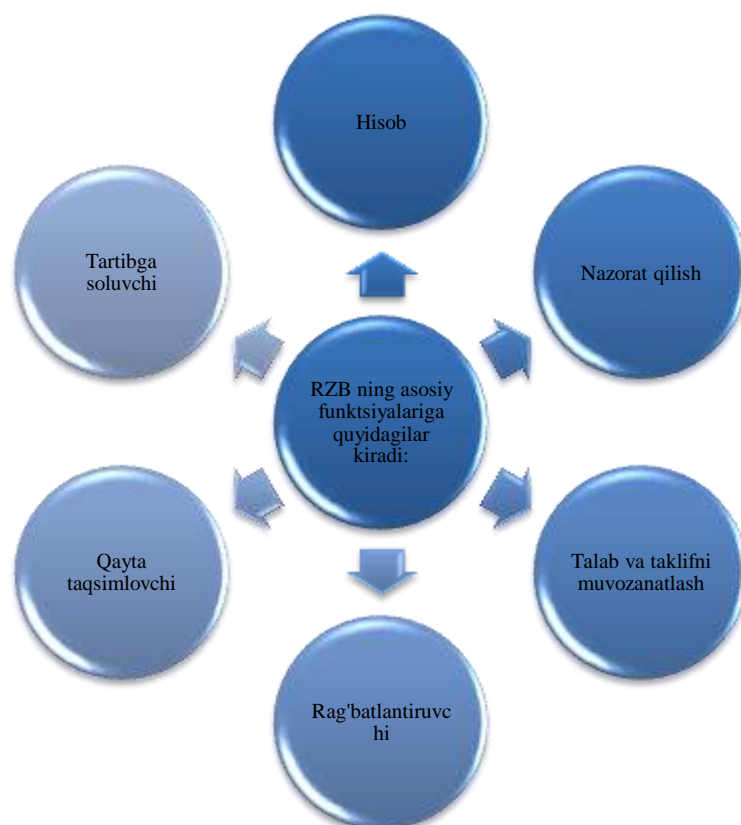 Hisob
Tartibga
soluvchi
Nazorat qilish
RZB ning asosiy
funktsiyalariga
quyidagilar
kiradi:
Qayta
taqsimlovchi
Talab va taklifni
muvozanatlash
Rag'batlantiruvc
hi